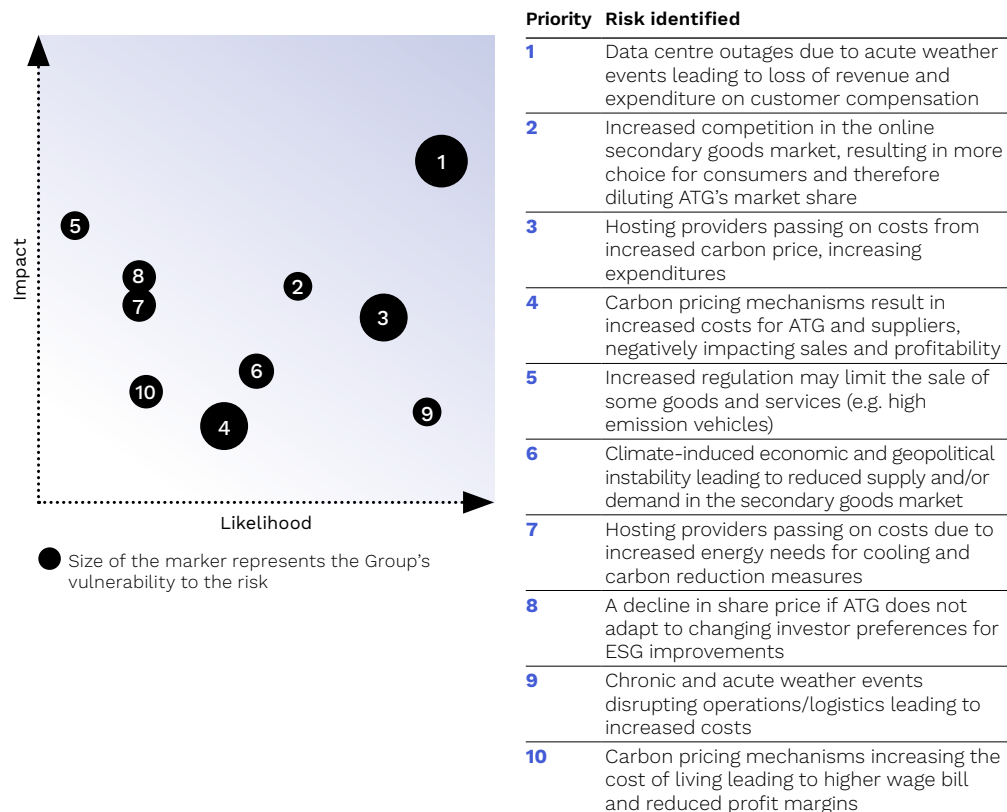 Impact
1
5
8
2
7
3
6
10
9
4
Likelihood
Size of the marker represents the Group's
vulnerability to the risk
Priority Risk identified
1 Data centre outages due to acute weather
events leading to loss of revenue and
expenditure on customer compensation
2 Increased competition in the online
secondary goods market, resulting in more
choice for consumers and therefore
diluting ATG's market share
3 Hosting providers passing on costs from
increased carbon price, increasing
expenditures
4 Carbon pricing mechanisms result in
increased costs for ATG and suppliers,
negatively impacting sales and profitability
5 Increased regulation may limit the sale of
some goods and services (e.g. high
emission vehicles)
6 Climate-induced economic and geopolitical
instability leading to reduced supply and/or
demand in the secondary goods market
7 Hosting providers passing on costs due to
increased energy needs for cooling and
carbon reduction measures
8 A decline in share price if ATG does not
adapt to changing investor preferences for
ESG improvements
9 Chronic and acute weather events
disrupting operations/logistics leading to
increased costs
10 Carbon pricing mechanisms increasing the
cost of living leading to higher wage bill
and reduced profit margins